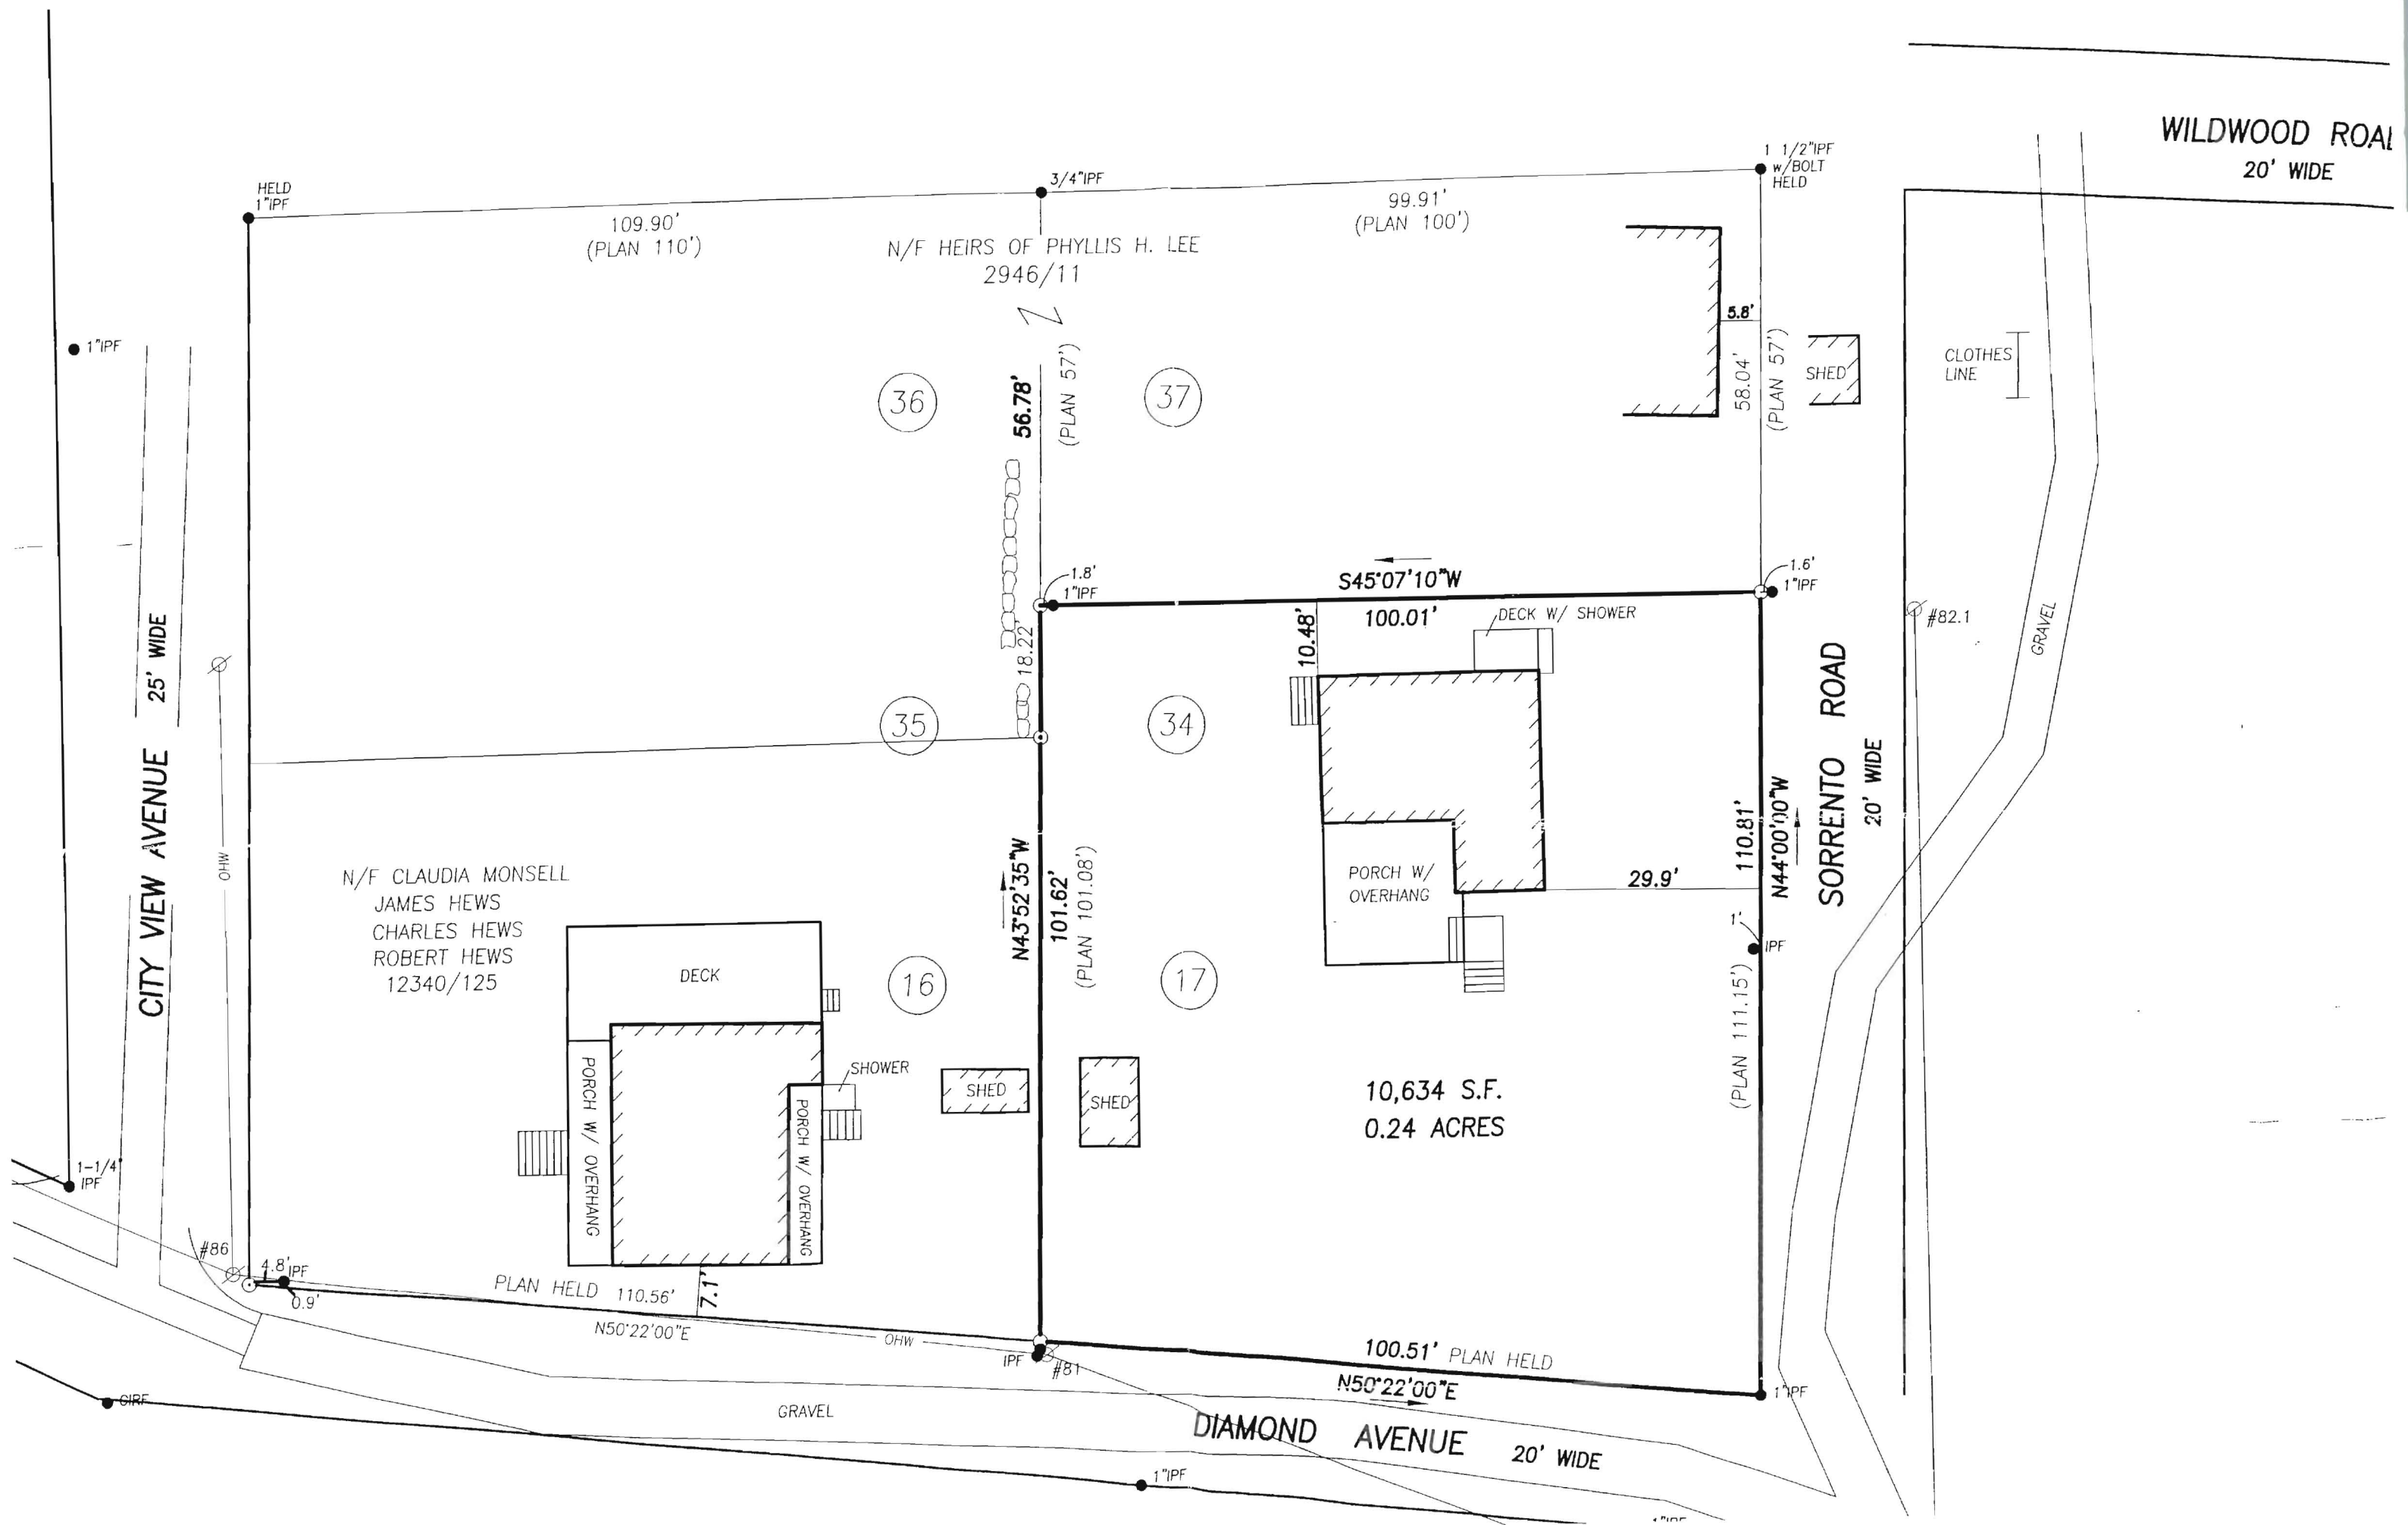 WILDWOOD ROA
20' WIDE
HELD
1"IPF
3/4"IPF
1 1/2"IPF
w/BOLT
HELD
109.90'
(PLAN 110')
99.91'
(PLAN 100')
N/F HEIRS OF PHYLLIS H. LEE
2946/11
1"IPF
5.8'
58.04'
(PLAN 57')
SHED
CLOTHES
LINE
36
56.78'
(PLAN 57')
37
1.8'
1"IPF
S45°07'10"W
100.01'
1.6'
1"IPF
#82.1
GRAVEL
18.22'
10.48'
DECK W/ SHOWER
35
34
CITY VIEW AVENUE 25' WIDE
OHW
SORRENTO ROAD
20' WIDE
110.81'
N44°00'00"W
N/F CLAUDIA MONSELL
JAMES HEWS
CHARLES HEWS
ROBERT HEWS
12340/125
N43°52'35"W
101.62'
(PLAN 101.08')
PORCH W/
OVERHANG
29.9'
1"
IPF
(PLAN 111.15')
DECK
16
17
PORCH W/ OVERHANG
SHOWER
PORCH W/ OVERHANG
SHED
SHED
10,634 S.F.
0.24 ACRES
1-1/4"
IPF
#86
4.8'
IPF
0.9'
PLAN HELD 110.56'
7.1'
N50°22'00"E
OHW
IPF
#81
100.51' PLAN HELD
N50°22'00"E
1"IPF
CIRF
GRAVEL
DIAMOND AVENUE 20' WIDE
1"IPF
1"IPF